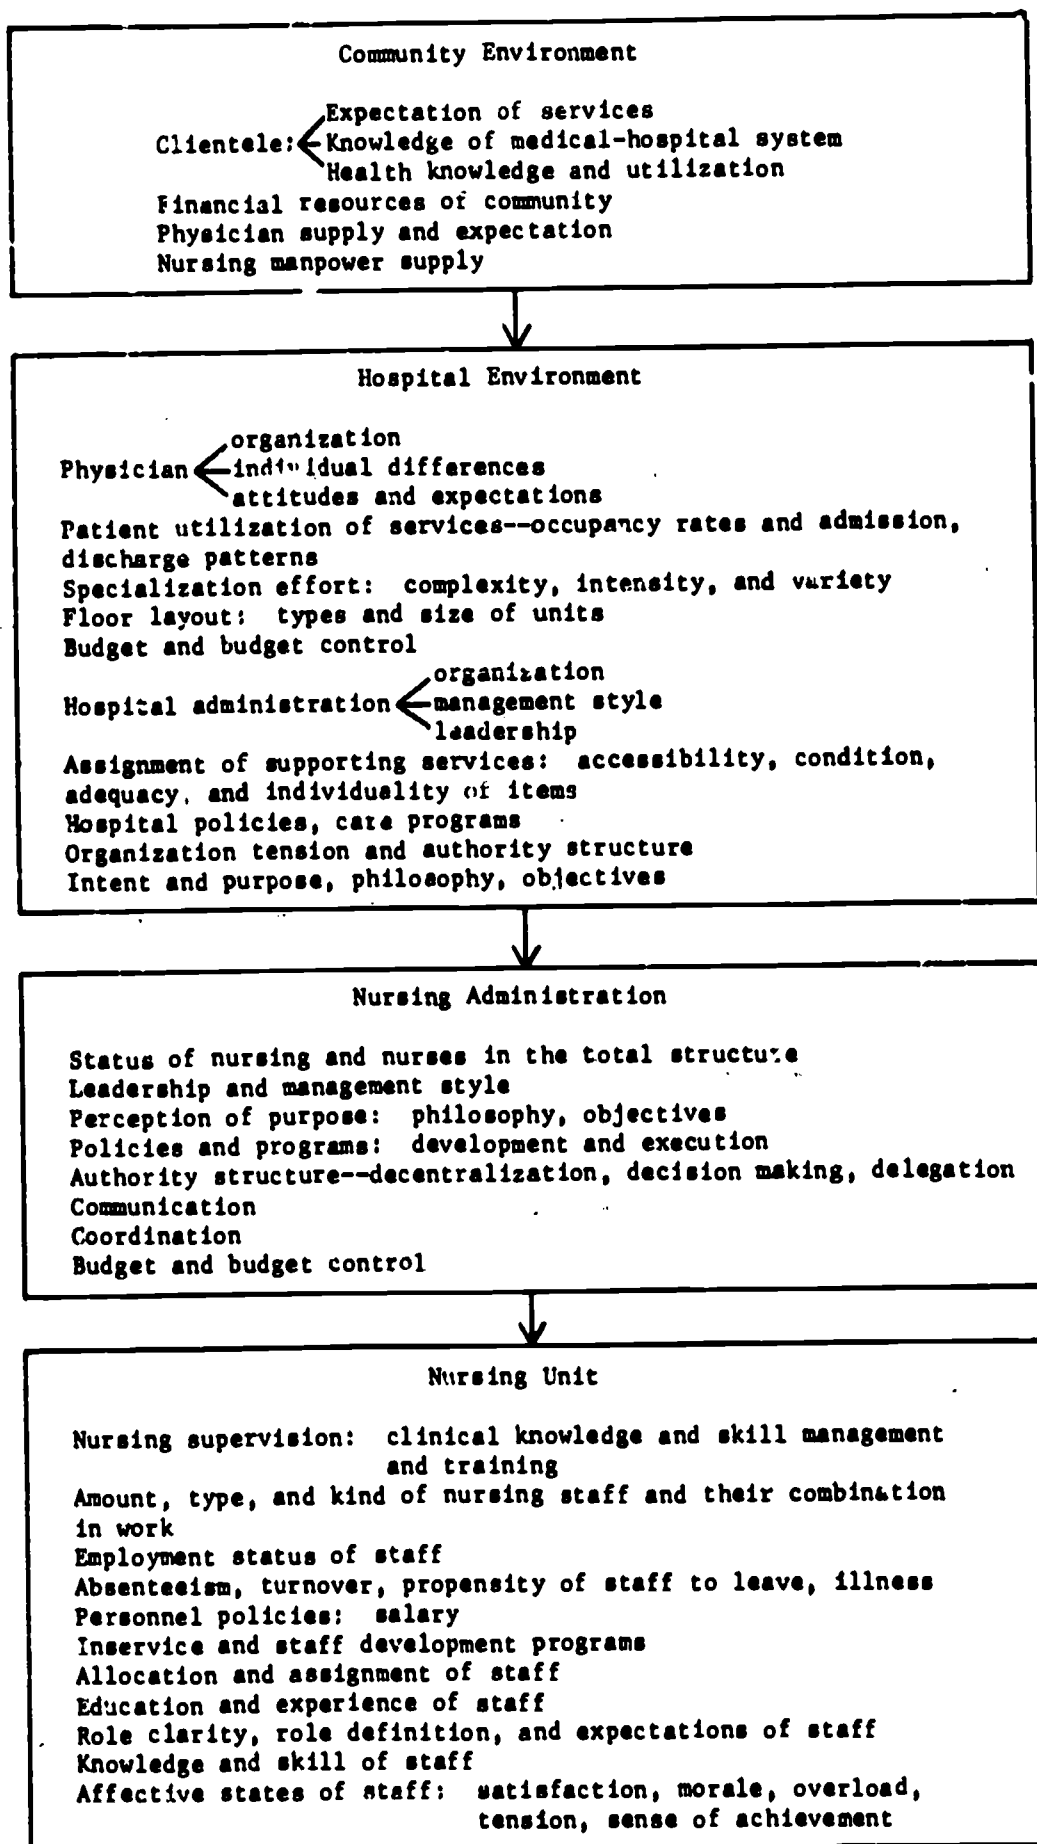 Community Environment
Expectation of services
Clientele: Knowledge of medical-hospital system
Health knowledge and utilization
Financial resources of community
Physician supply and expectation
Nursing manpower supply
Hospital Environment
organization
Physician individual differences
attitudes and expectations
Patient utilization of services--occupancy rates and admission,
discharge patterns
Specialization effort: complexity, intensity, and variety
Floor layout: types and size of units
Budget and budget control
organization
Hospital administration management style
leadership
Assignment of supporting services: accessibility, condition,
adequacy, and individuality of items
Hospital policies, care programs
Organization tension and authority structure
Intent and purpose, philosophy, objectives
Nursing Administration
Status of nursing and nurses in the total structure
Leadership and management style
Perception of purpose: philosophy, objectives
Policies and programs: development and execution
Authority structure--decentralization, decision making, delegation
Communication
Coordination
Budget and budget control
Nursing Unit
Nursing supervision: clinical knowledge and skill management
and training
Amount, type, and kind of nursing staff and their combination
in work
Employment status of staff
Absenteeism, turnover, propensity of staff to leave, illness
Personnel policies: salary
Inservice and staff development programs
Allocation and assignment of staff
Education and experience of staff
Role clarity, role definition, and expectations of staff
Knowledge and skill of staff
Affective states of staff: satisfaction, morale, overload,
tension, sense of achievement